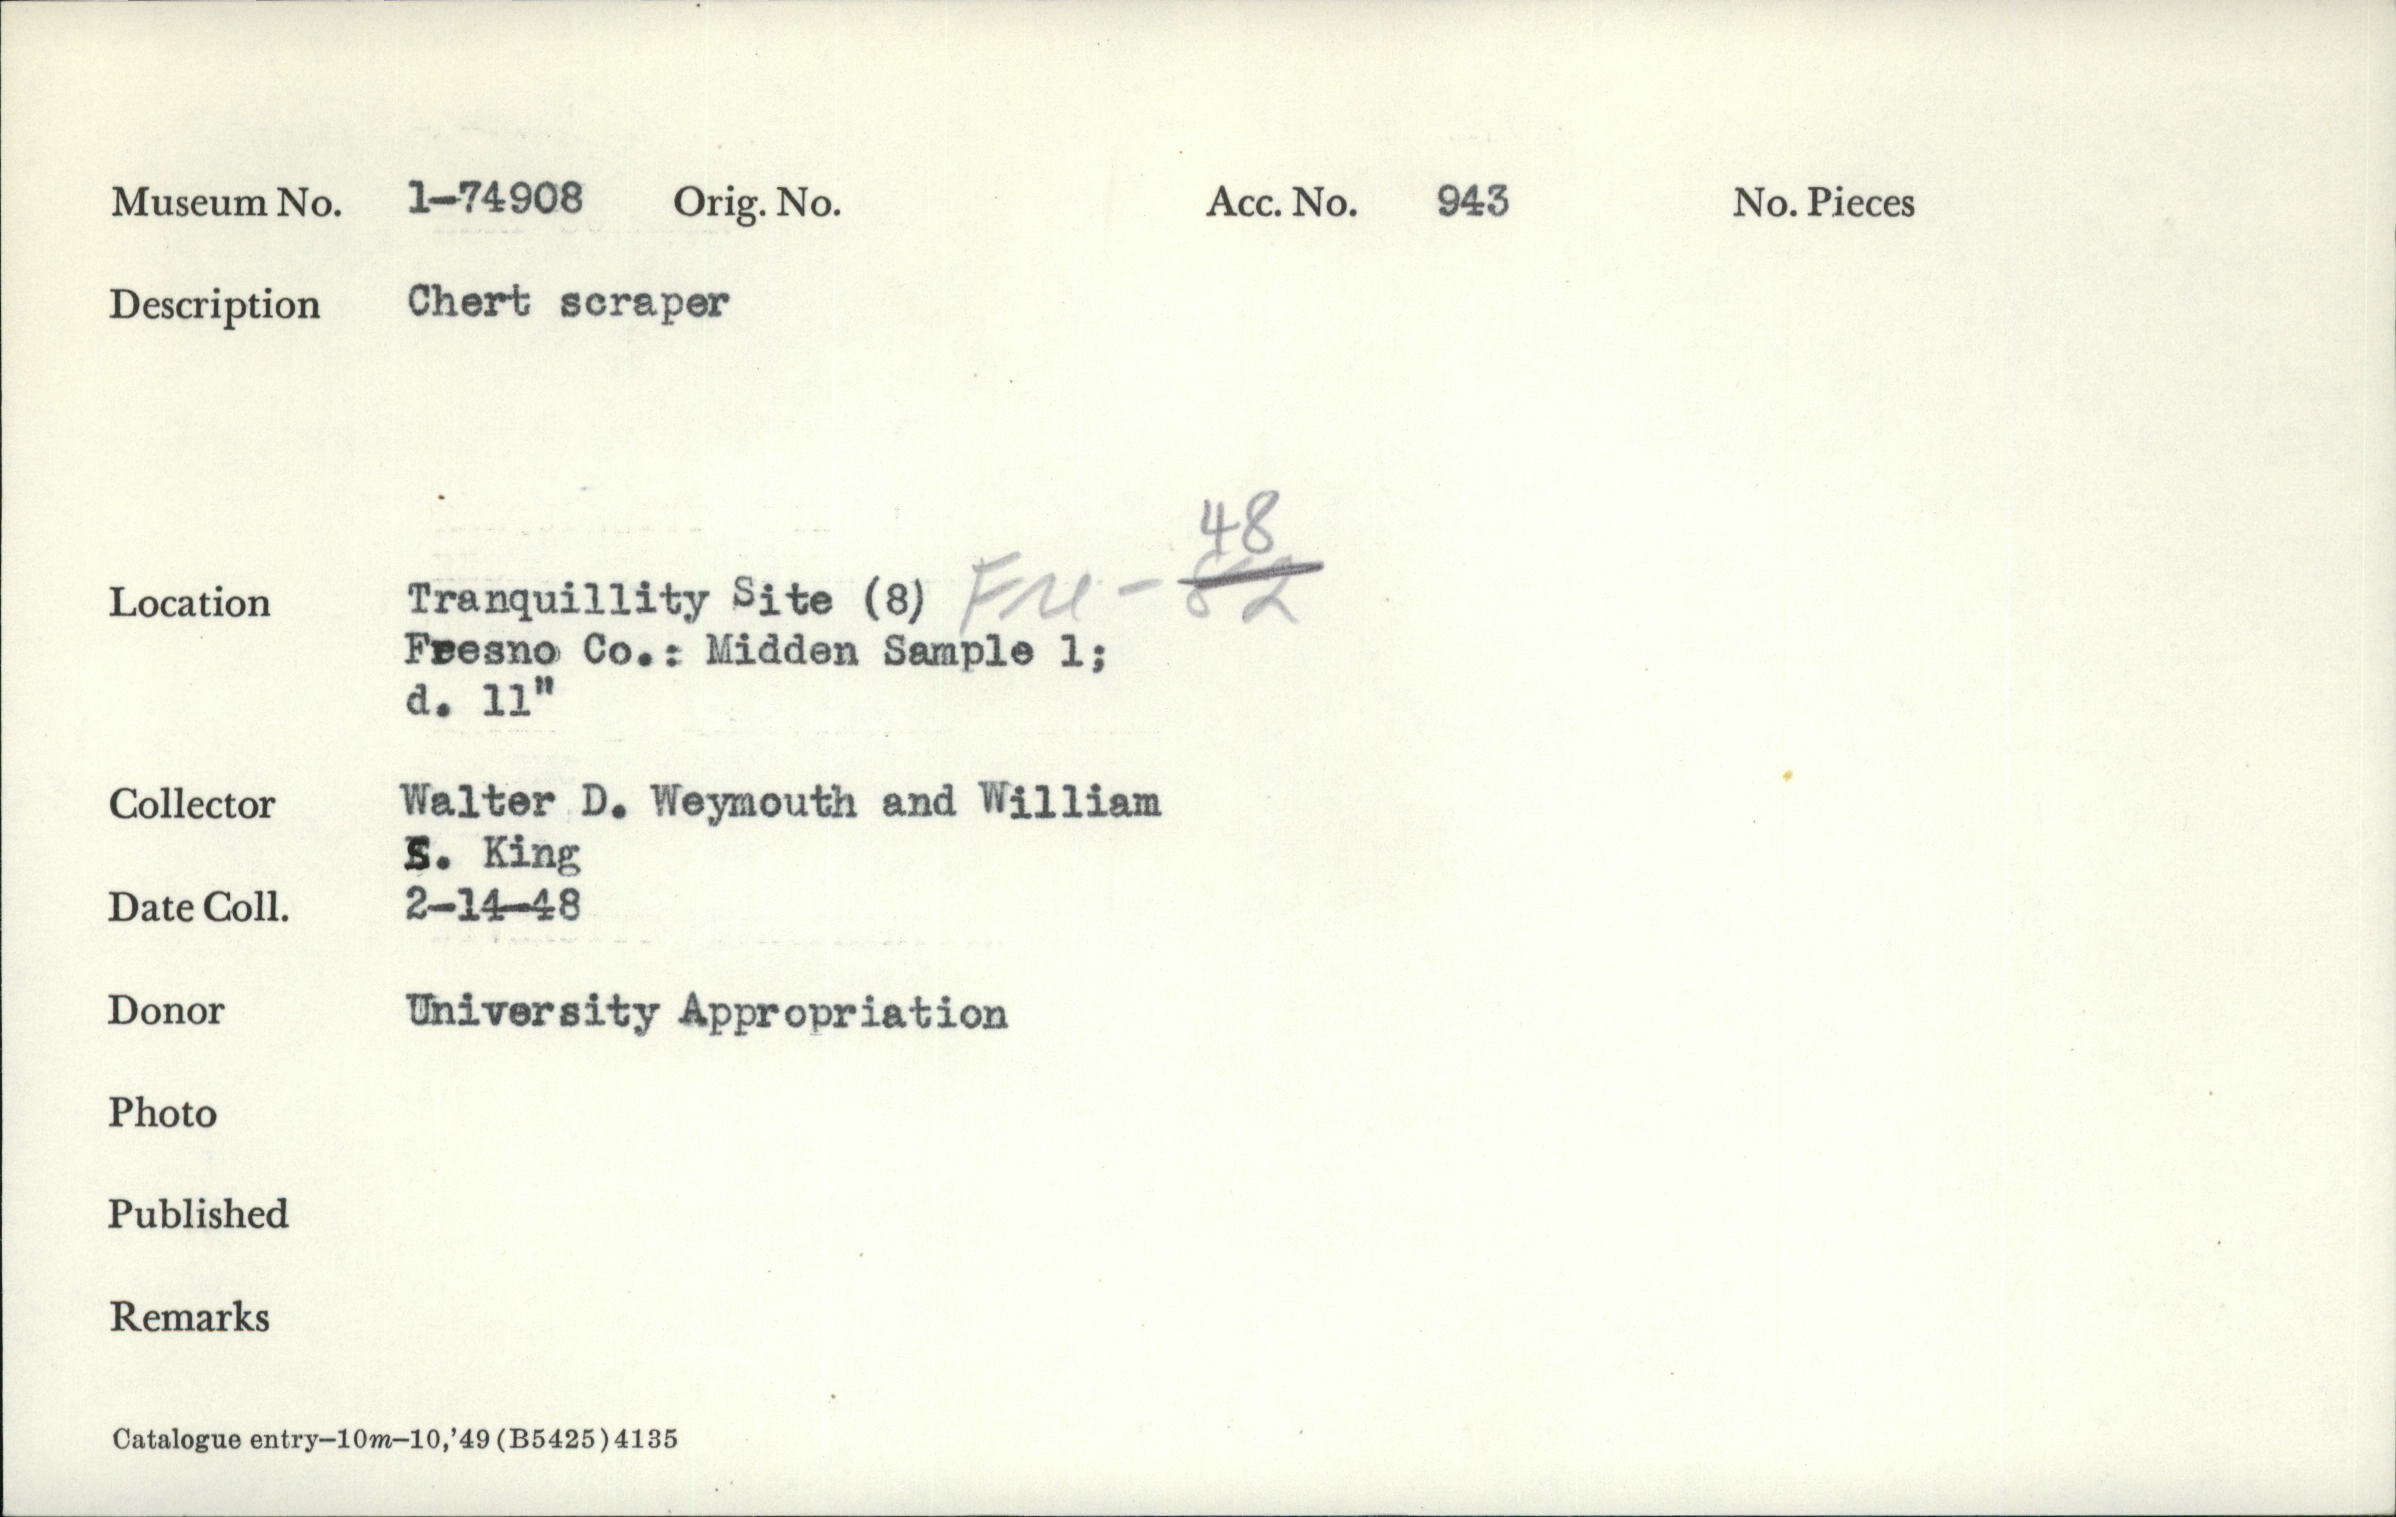 Museum No. 1-74908 Orig. No. Acc. No. 943 No. Pieces
Description Chert scraper
48
Location Tranquillity Site (8) Fre - 52
Fresno Co.: Midden Sample 1;
d. 11"
Collector Walter D. Weymouth and William
S. King
Date Coll. 2-14-48
Donor University Appropriation
Photo
Published
Remarks
Catalogue entry–10m–10,'49 (B5425) 4135